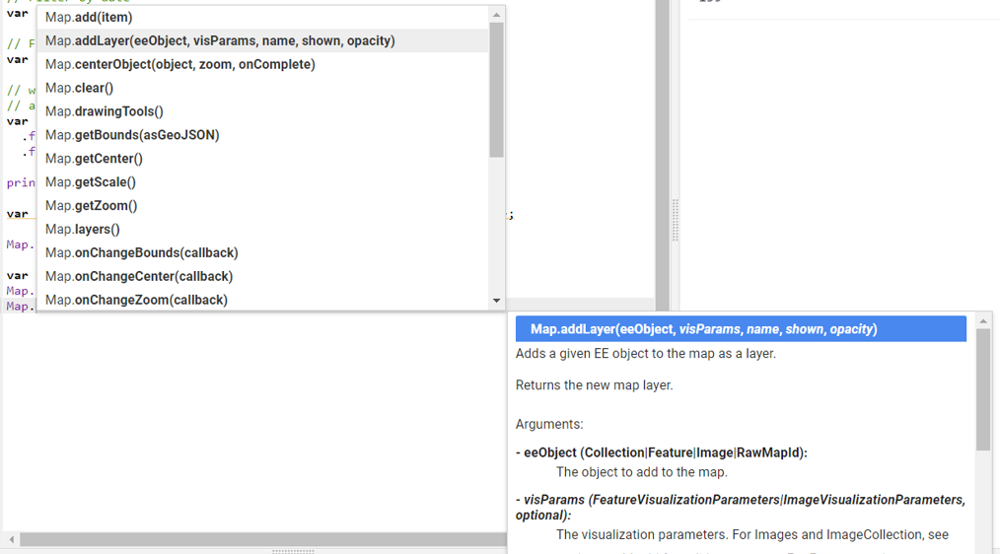 var
// F
var
// w
// a
var
.f
.f
prin
var
;
Map.
var
Map.
Map.
Map.add(item)
Map.addLayer(eeObject, visParams, name, shown, opacity)
Map.centerObject(object, zoom, onComplete)
Map.clear()
Map.drawingTools()
Map.getBounds(asGeoJSON)
Map.getCenter()
Map.getScale()
Map.getZoom()
Map.layers()
Map.onChangeBounds(callback)
Map.onChangeCenter(callback)
Map.onChangeZoom(callback)
Map.addLayer(eeObject, visParams, name, shown, opacity)
Adds a given EE object to the map as a layer.
Returns the new map layer.
Arguments:
- eeObject (Collection|Feature|Image|RawMapId):
The object to add to the map.
- visParams (FeatureVisualizationParameters|ImageVisualizationParameters,
optional):
The visualization parameters. For Images and ImageCollection, see